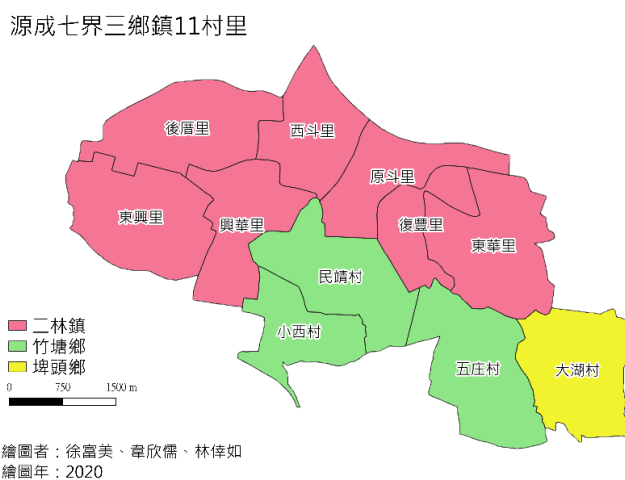 源成七界三鄉鎮11村里
後厝里
西斗里
原斗里
東興里
興華里
復豐里
東華里
民靖村
小西村
五庄村
大湖村
二林鎮
竹塘鄉
埤頭鄉
0 750 1500 m
繪圖者：徐富美、韋欣儒、林倖如
繪圖年：2020